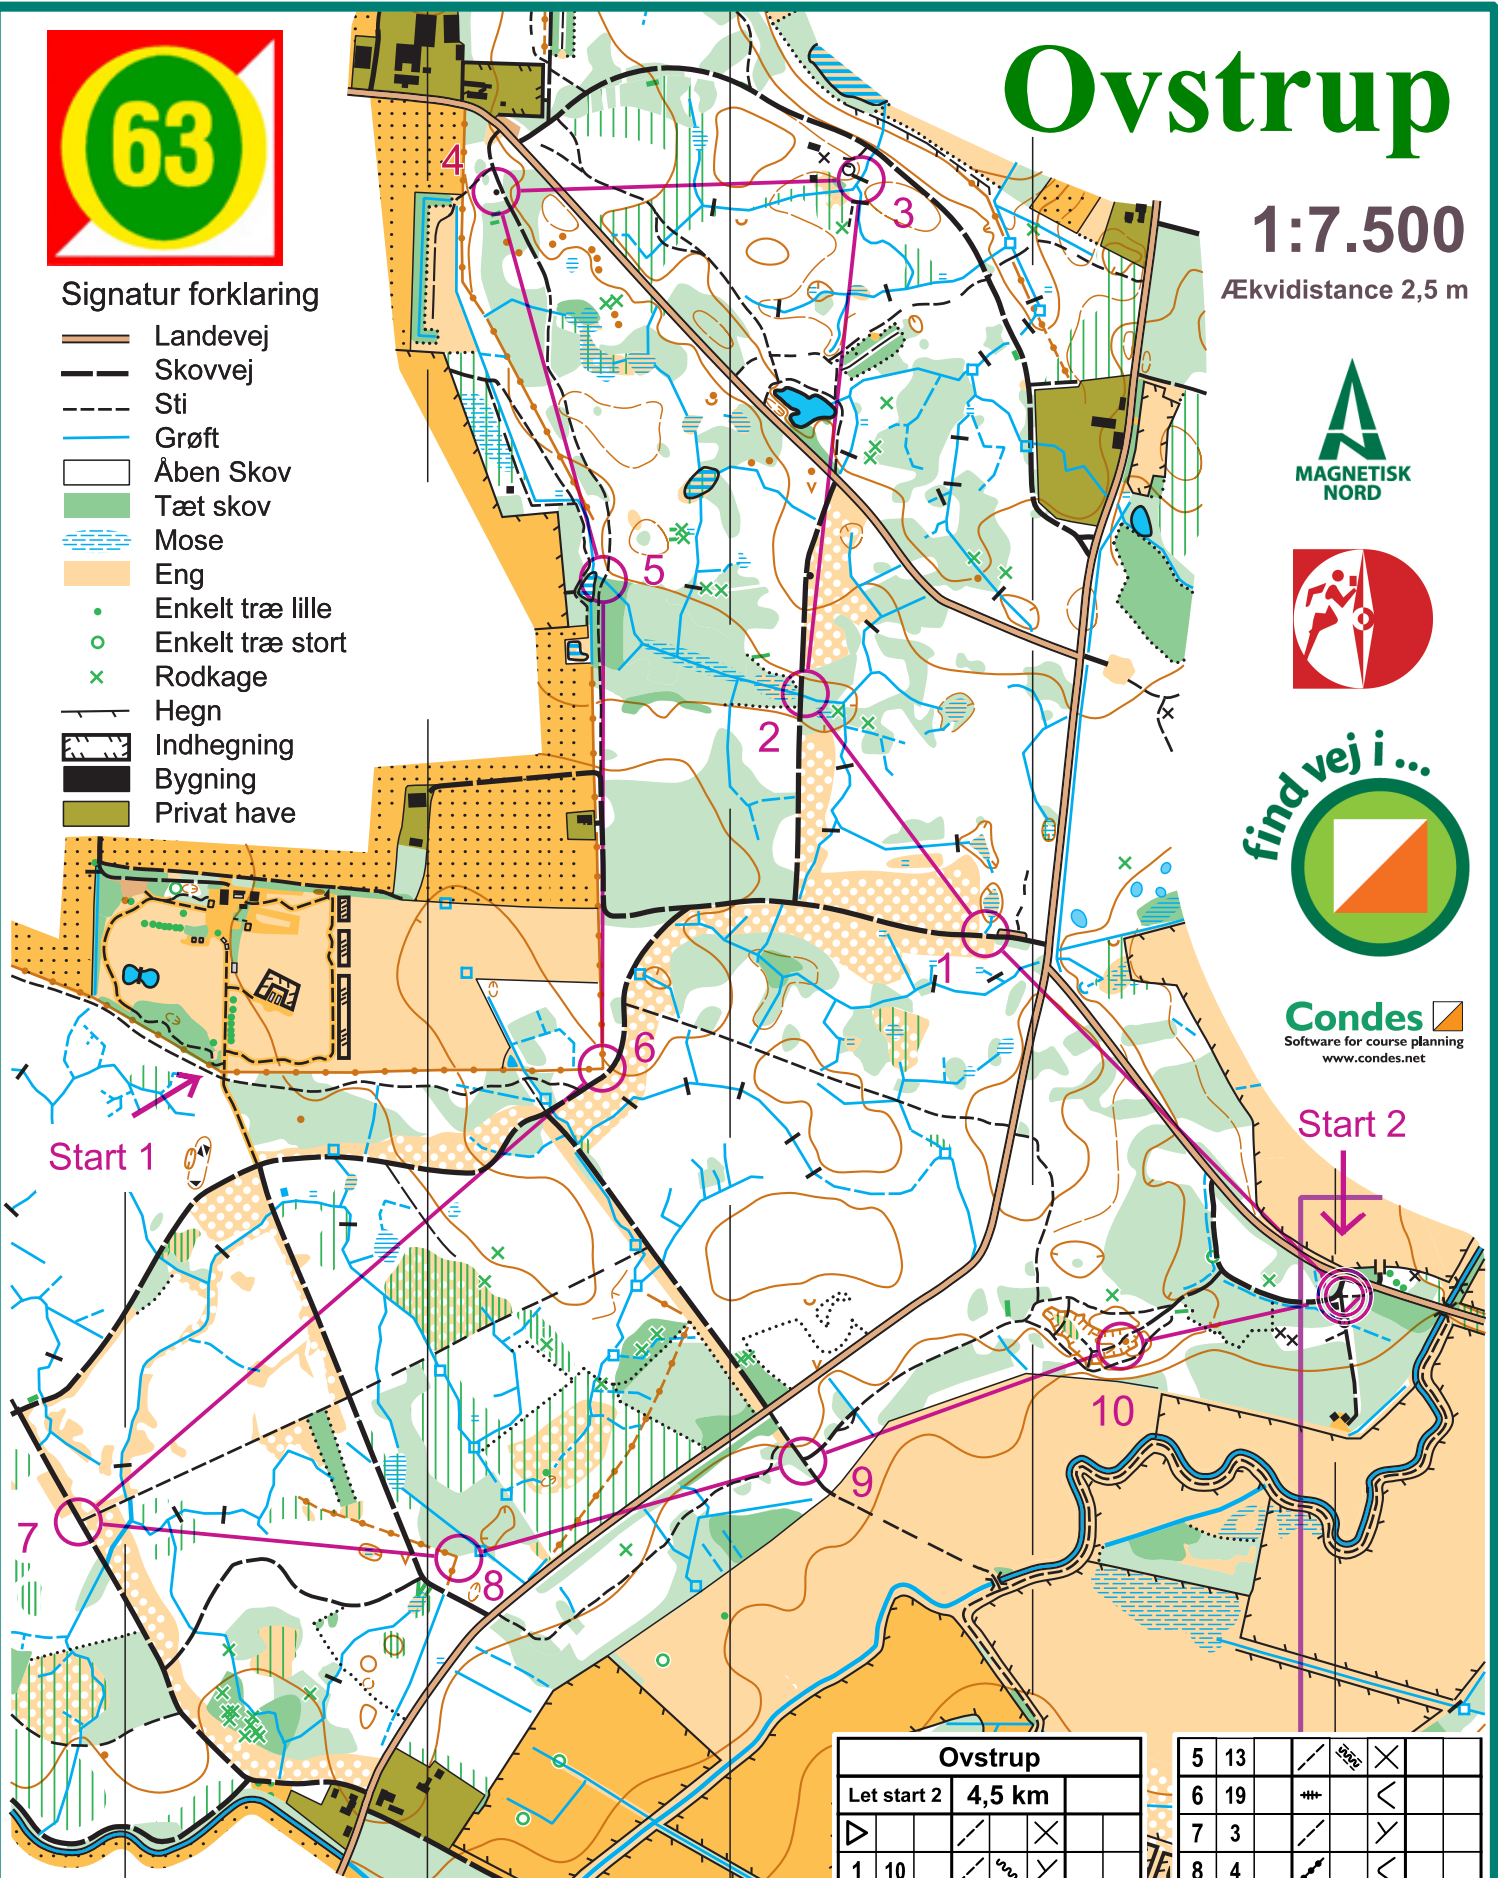 63
Ovstrup
1:7.500
Ækvidistance 2,5 m
Signatur forklaring
Landevej
Skovvej
Sti
Grøft
Åben Skov
Tæt skov
Mose
Eng
Enkelt træ lille
Enkelt træ stort
Rodkage
Hegn
Indhegning
Bygning
Privat have
MAGNETISK
NORD
find vej i ...
Condes
Software for course planning
www.condes.net
Start 1
Start 2
4
3
5
2
1
6
7
8
9
10
Ovstrup
Let start 2 4,5 km
1 10
5 13
6 19
7 3
8 4